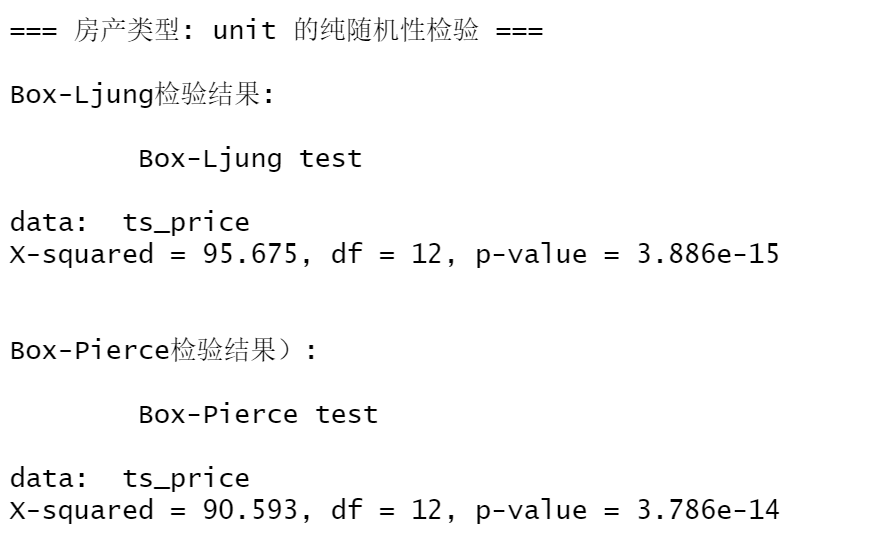 === 房产类型: unit 的纯随机性检验 ===
Box-Ljung检验结果:
Box-Ljung test
data:  ts_price
X-squared = 95.675, df = 12, p-value = 3.886e-15
Box-Pierce检验结果）:
Box-Pierce test
data:  ts_price
X-squared = 90.593, df = 12, p-value = 3.786e-14